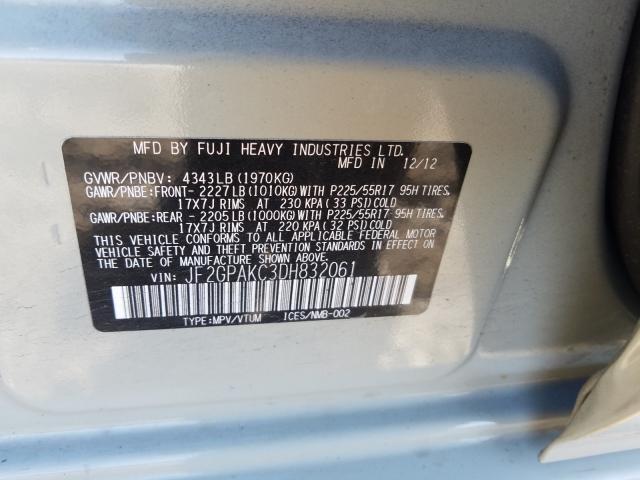 MFD BY FUJI HEAVY INDUSTRIES LTD.
MFD IN 12/12
GVWR/PNBV: 4343LB(1970KG)
GAWR/PNBE:FRONT-2227LB(1010KG)WITH P225/55R17 95H TIRES.
17X7J RIMS AT 230 KPA(33 PSI)COLD
GAWR/PNBE:REAR -2205LB(1000KG)WITH P225/55R17 95H TIRES.
17X7J RIMS AT 220 KPA(32 PSI)COLD
THIS VEHICLE CONFORMS TO ALL APPLICABLE FEDERAL MOTOR
VEHICLE SAFETY AND THEFT PREVENTION STANDARDS IN EFFECT
ON THE DATE OF MANUFACTURE SHOWN ABOVE.
VIN: JF2GPAKC3DH832061
TYPE:MPV/VTUM ICES/NMB-002